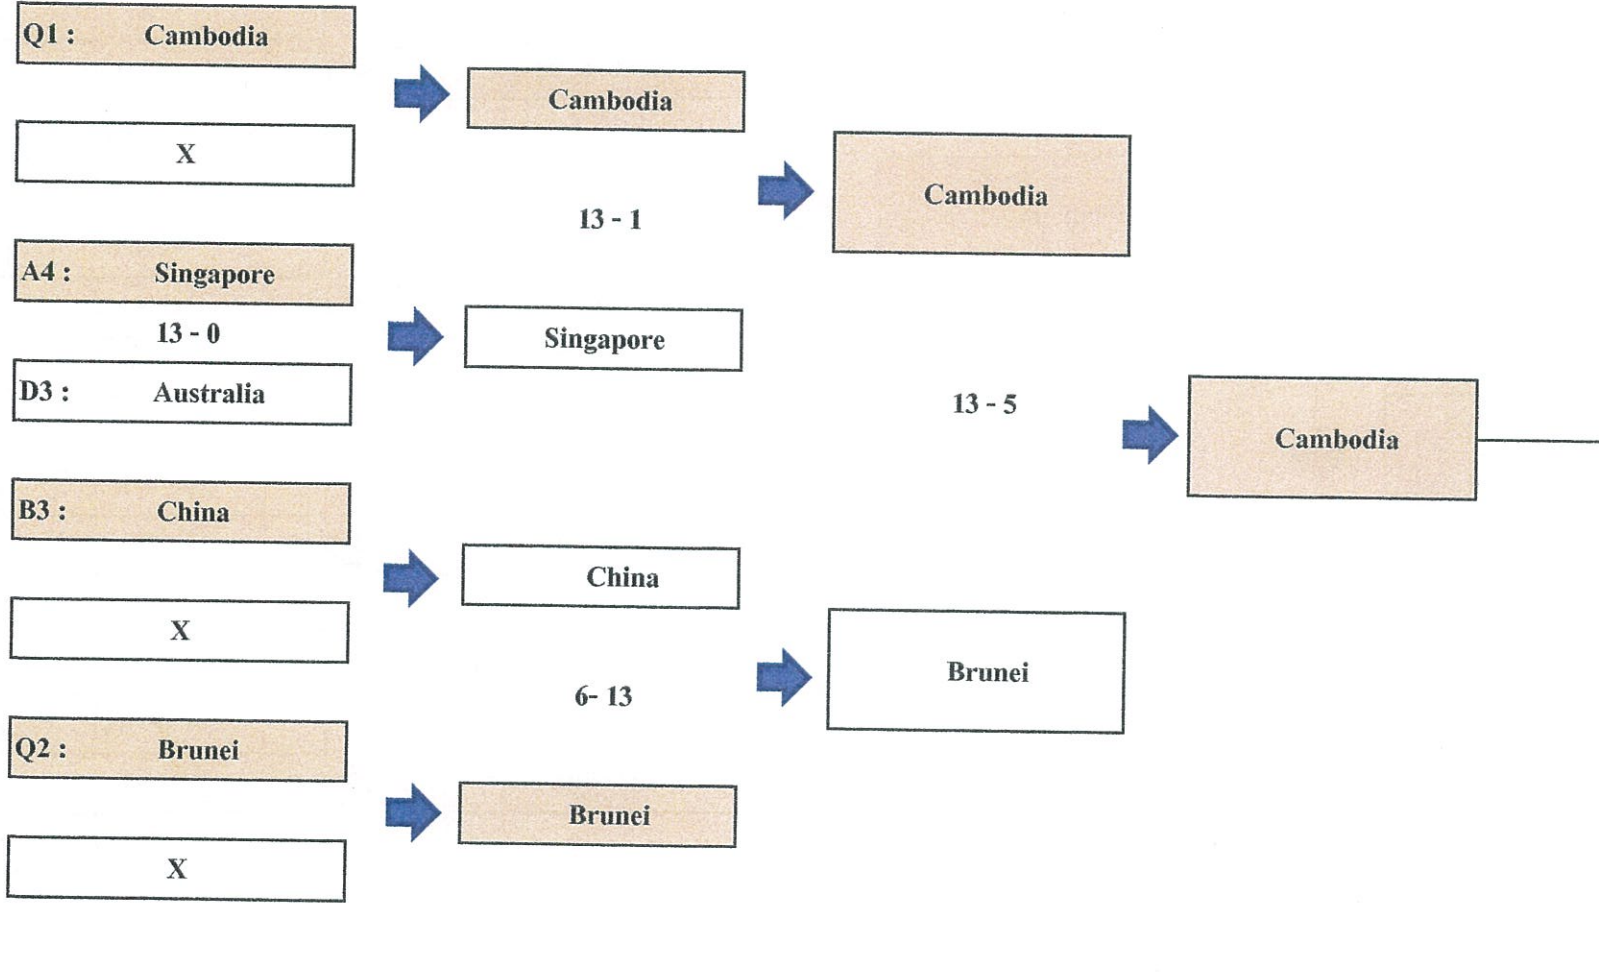 Q1 : Cambodia
X
A4 : Singapore
13 - 0
D3 : Australia
B3 : China
X
Q2 : Brunei
X
Cambodia
13 - 1
Singapore
China
6- 13
Brunei
Cambodia
13 - 5
Brunei
Cambodia